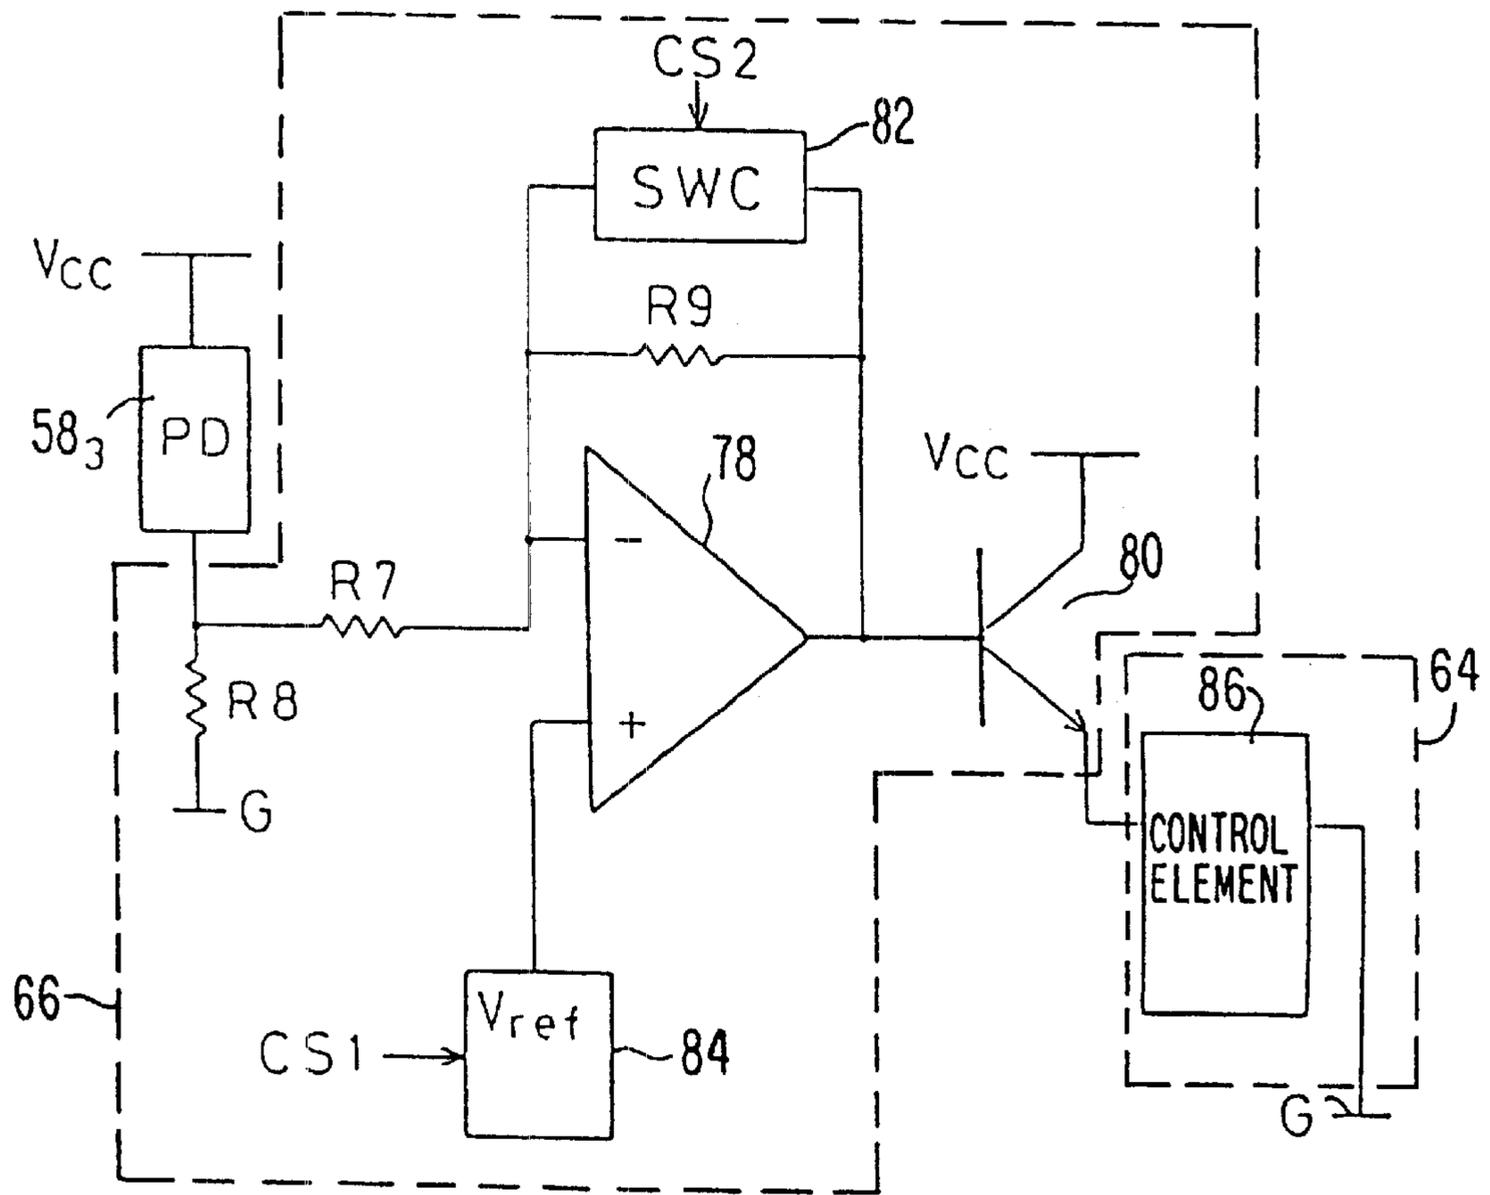 CS2
82
SWC
VCC
R9
PD
583
78
VCC
-
80
R7
R8
+
86
64
G
CONTROL
ELEMENT
66
Vref
CS1
84
G